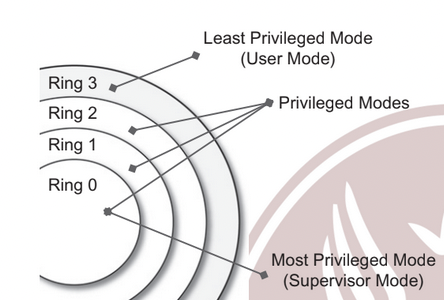 Least Privileged Mode
(User Mode)
Ring 3
Ring 2
Privileged Modes
Ring 1
Ring 0
Most Privileged Mode
(Supervisor Mode)